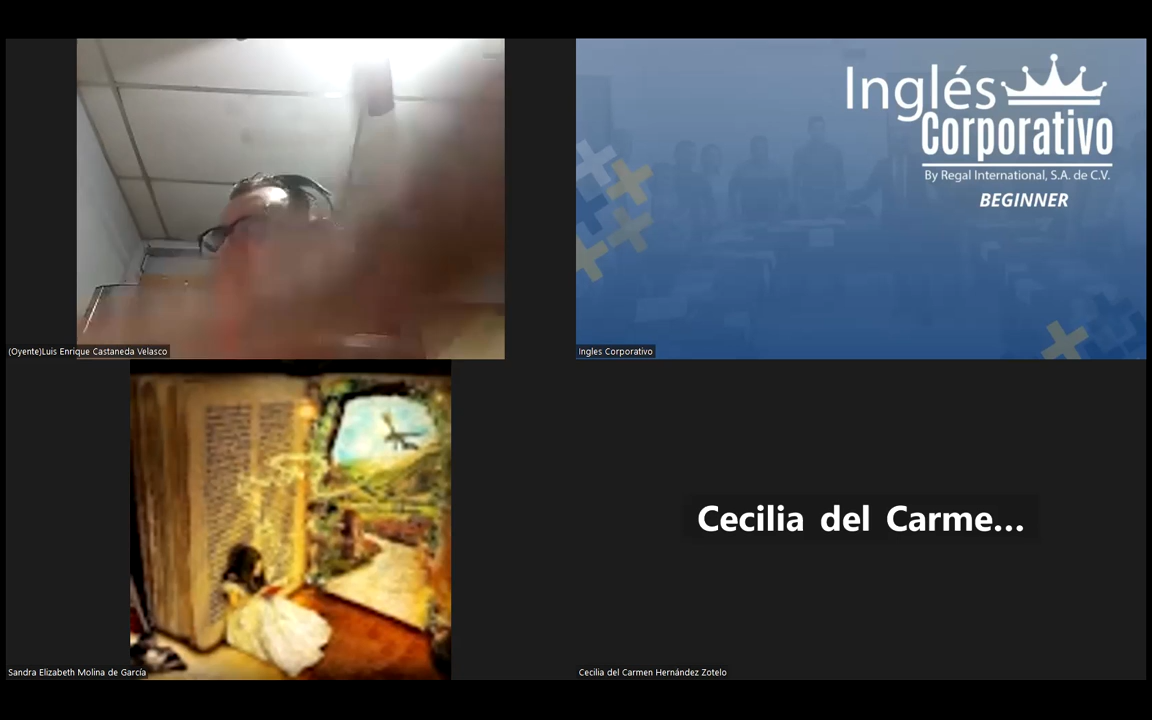 Inglés
Corporativo
By Regal International, S.A. de C.V.
BEGINNER
(Oyente)Luis Enrique Castaneda Velasco
Ingles Corporativo
Cecilia del Carme...
Sandra Elizabeth Molina de García
Cecilia del Carmen Hernández Zotelo